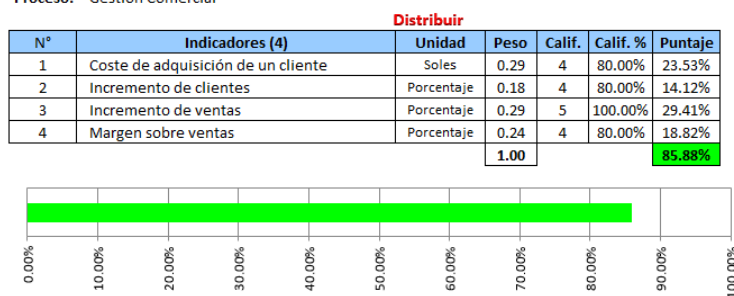 Proceso: Gestión Comercial
Distribuir
N° Indicadores (4) Unidad Peso Calif. Calif. % Puntaje
1 Coste de adquisición de un cliente Soles 0.29 4 80.00% 23.53%
2 Incremento de clientes Porcentaje 0.18 4 80.00% 14.12%
3 Incremento de ventas Porcentaje 0.29 5 100.00% 29.41%
4 Margen sobre ventas Porcentaje 0.24 4 80.00% 18.82%
1.00 85.88%
0.00% 10.00% 20.00% 30.00% 40.00% 50.00% 60.00% 70.00% 80.00% 90.00% 100.00%